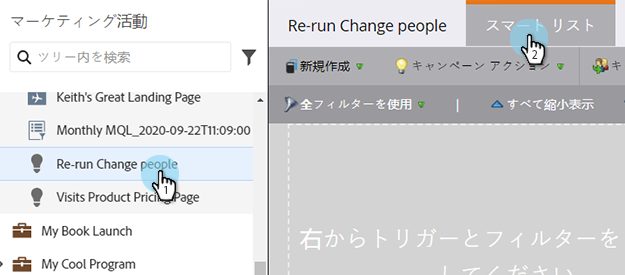 マーケティング活動
ツリー内を検索
Keith's Great Landing Page
Monthly MQL_2020-09-22T11:09:00
Re-run Change people
1
Visits Product Pricing Page
My Book Launch
My Cool Program
Re-run Change people スマート リスト
2
新規作成 キャンペーン アクション キ
全フィルターを使用 | すべて縮小表示
右からトリガーとフィルターを
してください